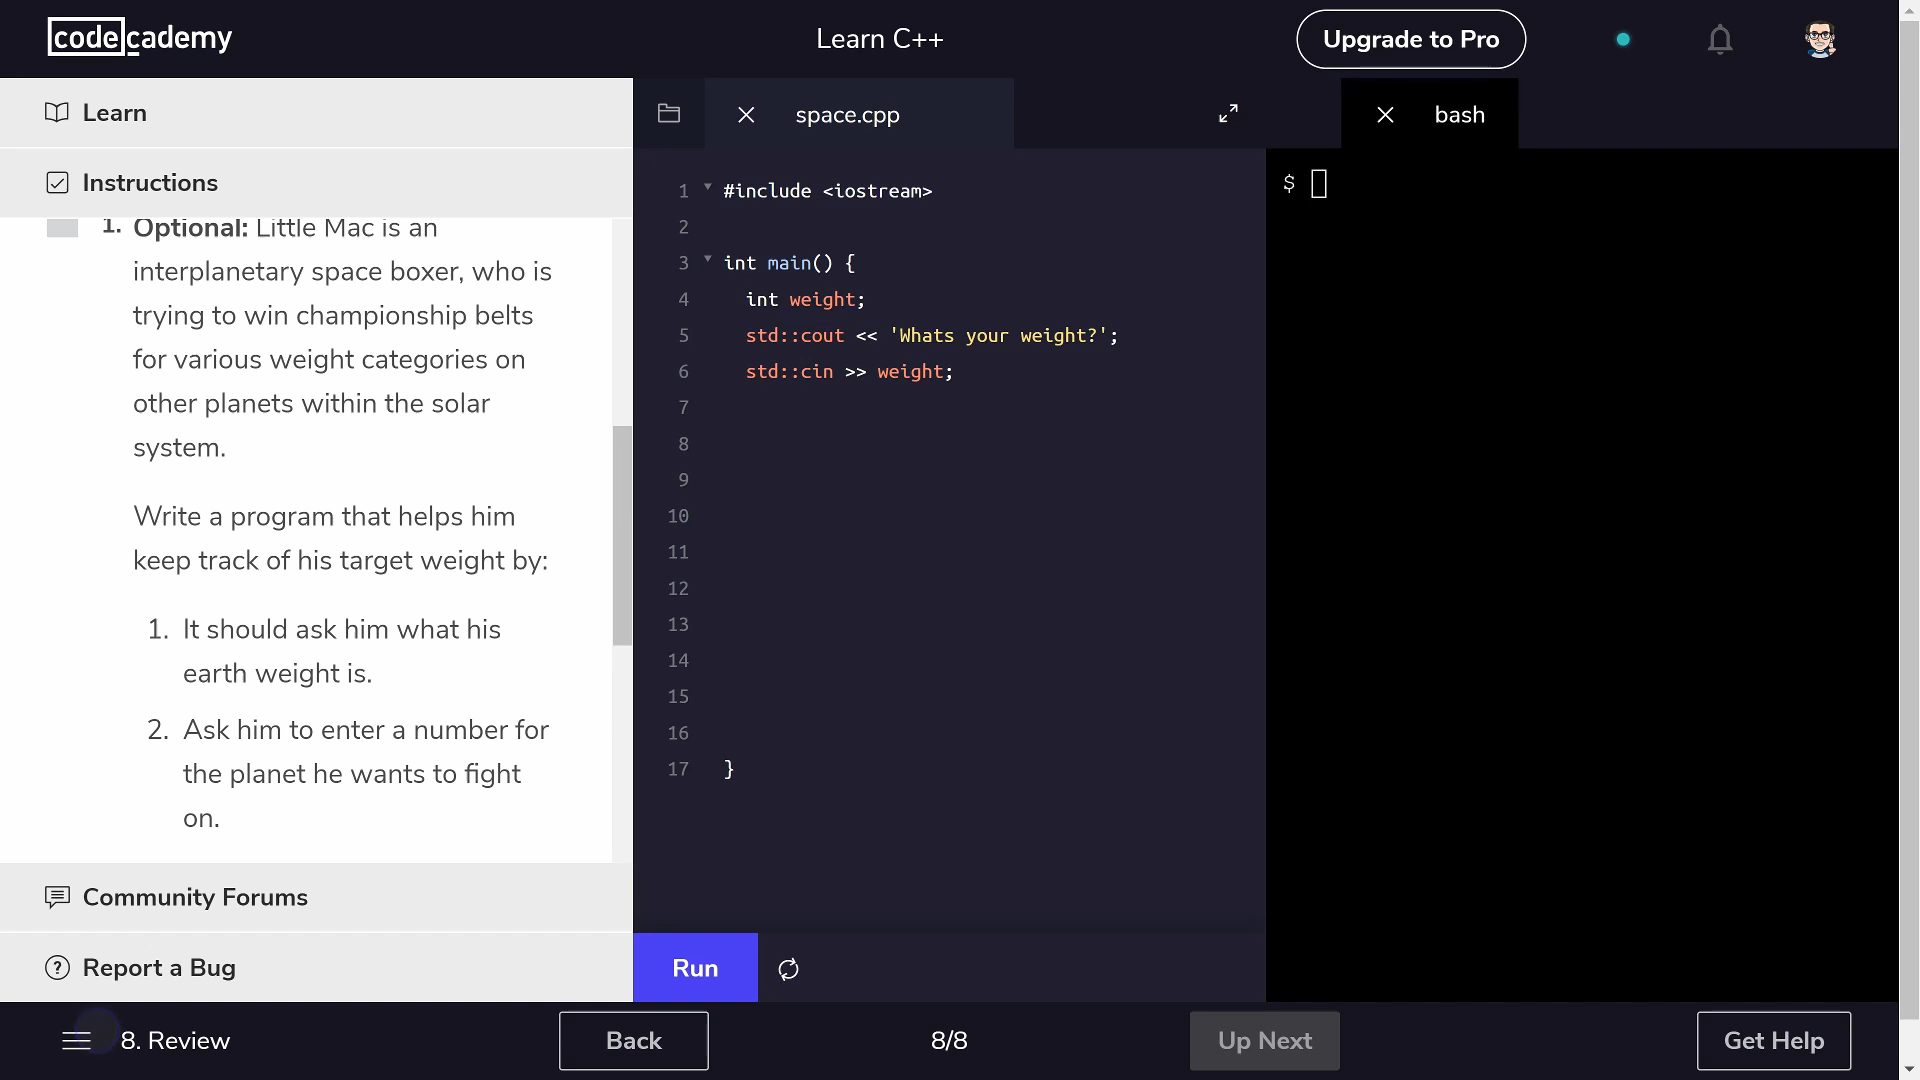 codecademy
Learn C++
Upgrade to Pro
Learn
Instructions
1. Optional: Little Mac is an
interplanetary space boxer, who is
trying to win championship belts
for various weight categories on
other planets within the solar
system.
Write a program that helps him
keep track of his target weight by:
1. It should ask him what his
earth weight is.
2. Ask him to enter a number for
the planet he wants to fight
on.
Community Forums
Report a Bug
space.cpp
1 #include <iostream>
2
3 int main() {
4 int weight;
5 std::cout << 'Whats your weight?';
6 std::cin >> weight;
7
8
9
10
11
12
13
14
15
16
17 }
Run
bash
$
8. Review
Back
8/8
Up Next
Get Help